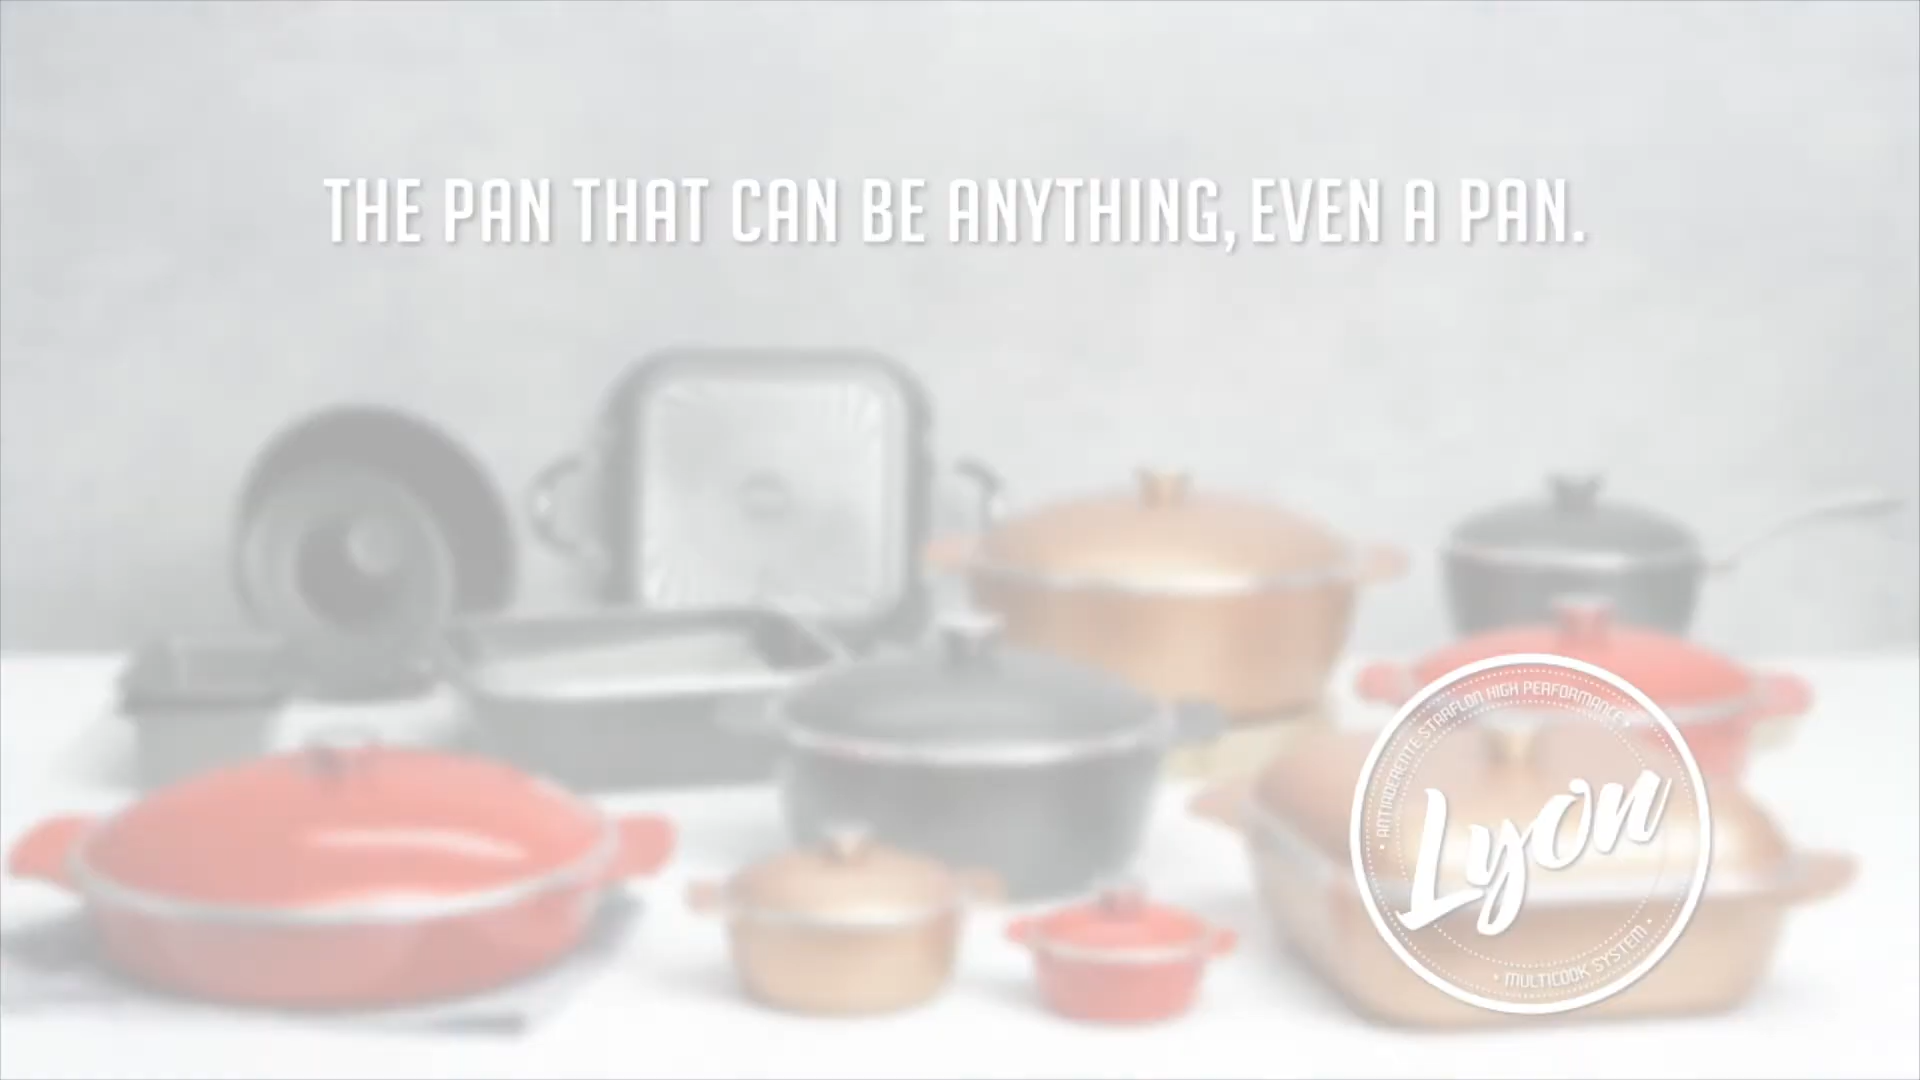 THE PAN THAT CAN BE ANYTHING, EVEN A PAN.
ANTIADERENTE STARFLON HIGH PERFORMANCE
Lyon
MULTICOOK SYSTEM